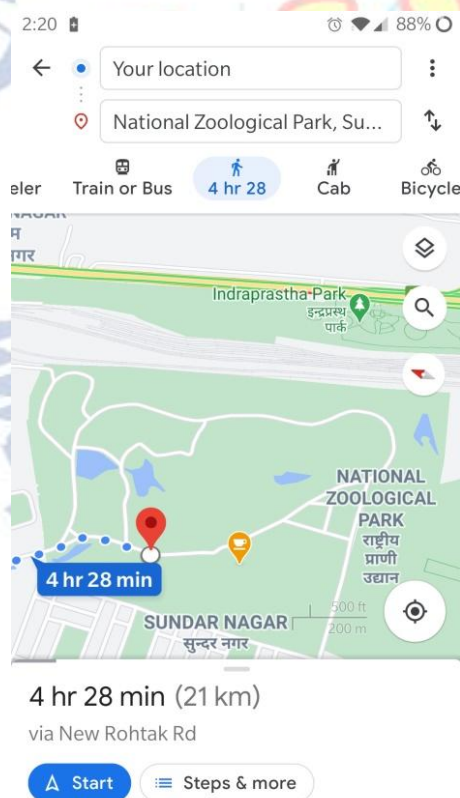 2:20 88%
Your location
National Zoological Park, Su...
eler Train or Bus 4 hr 28 Cab Bicycle
NAGAR
म
गर
Indraprastha Park
इन्द्रप्रस्थ
पार्क
NATIONAL
ZOOLOGICAL
PARK
राष्ट्रीय
प्राणी
उद्यान
4 hr 28 min
SUNDAR NAGAR
सुन्दर नगर
500 ft
200 m
4 hr 28 min (21 km)
via New Rohtak Rd
Start Steps & more